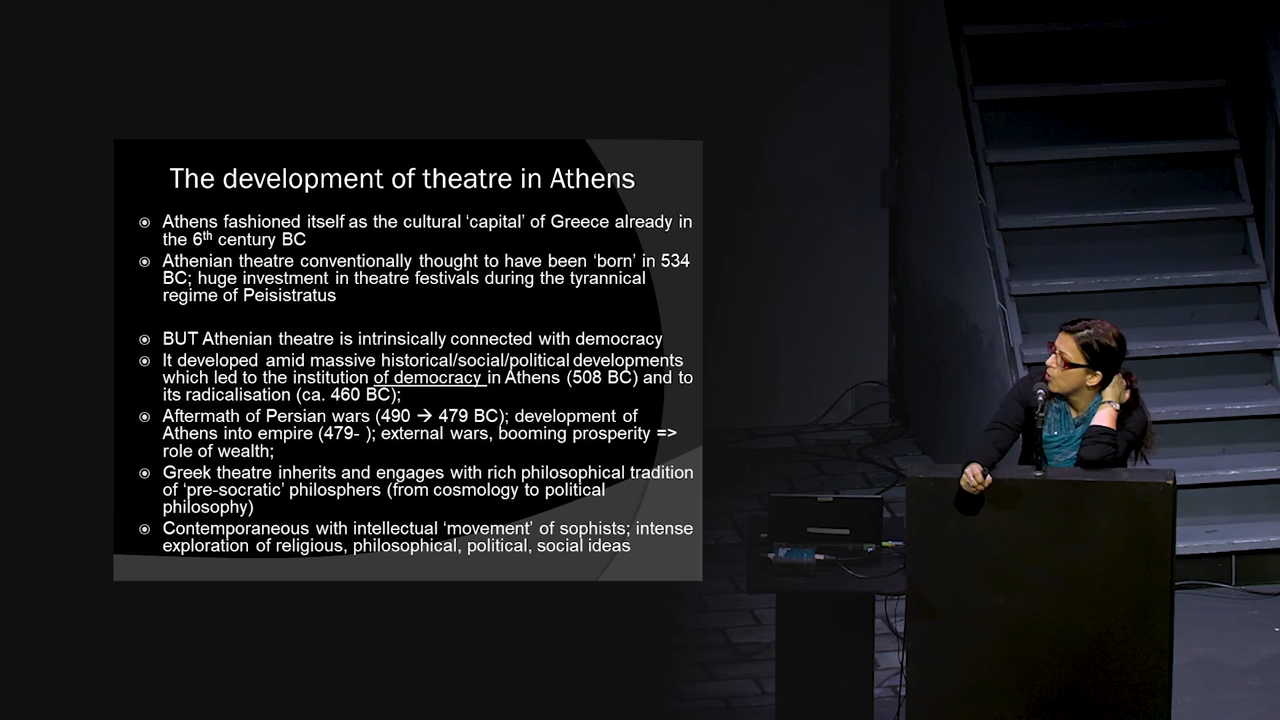 The development of theatre in Athens
Athens fashioned itself as the cultural ‘capital’ of Greece already in
the 6th century BC
Athenian theatre conventionally thought to have been ‘born’ in 534
BC; huge investment in theatre festivals during the tyrannical
regime of Peisistratus
BUT Athenian theatre is intrinsically connected with democracy
It developed amid massive historical/social/political developments
which led to the institution of democracy in Athens (508 BC) and to
its radicalisation (ca. 460 BC);
Aftermath of Persian wars (490 → 479 BC); development of
Athens into empire (479- ); external wars, booming prosperity =>
role of wealth;
Greek theatre inherits and engages with rich philosophical tradition
of ‘pre-socratic’ philosphers (from cosmology to political
philosophy)
Contemporaneous with intellectual ‘movement’ of sophists; intense
exploration of religious, philosophical, political, social ideas